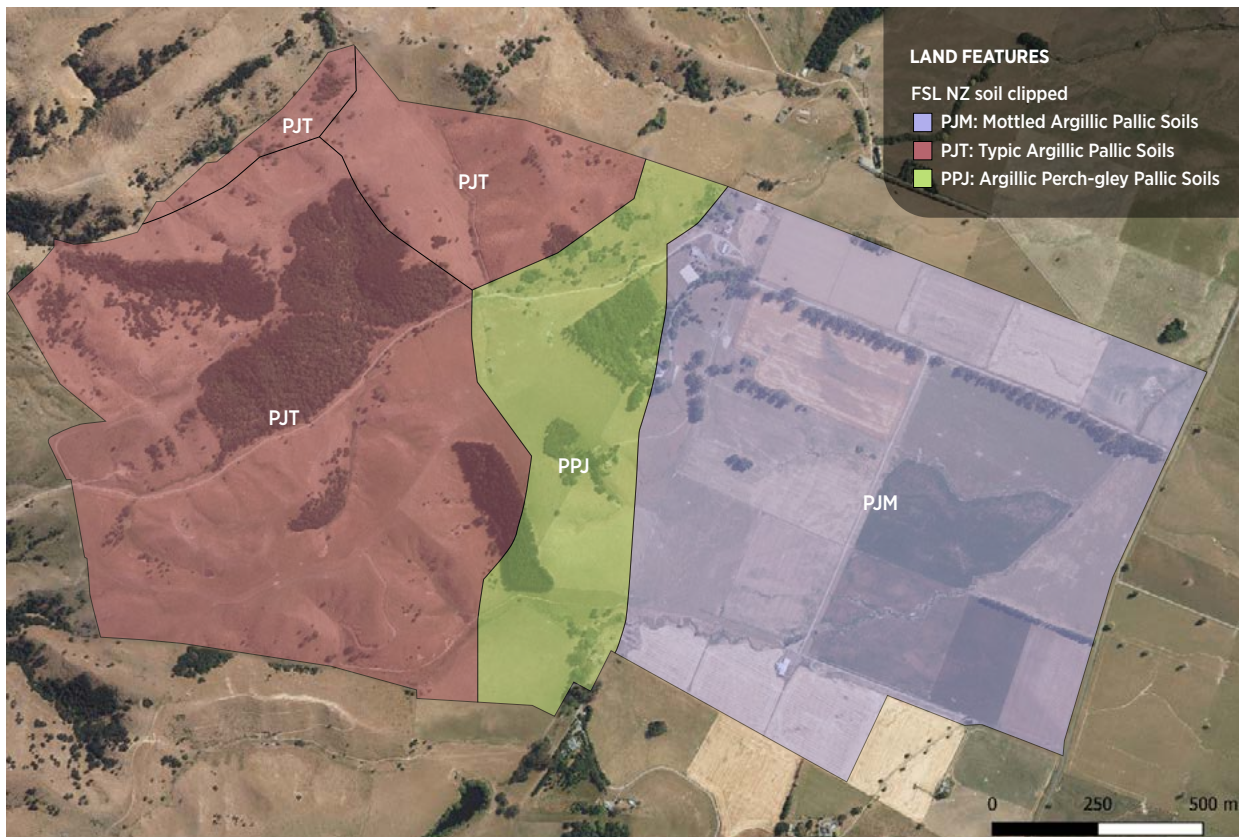 LAND FEATURES
FSL NZ soil clipped
PJM: Mottled Argillic Pallic Soils
PJT: Typic Argillic Pallic Soils
PPJ: Argillic Perch-gley Pallic Soils
PJT
PJT
PJT
PPJ
PJM
0 250 500 m